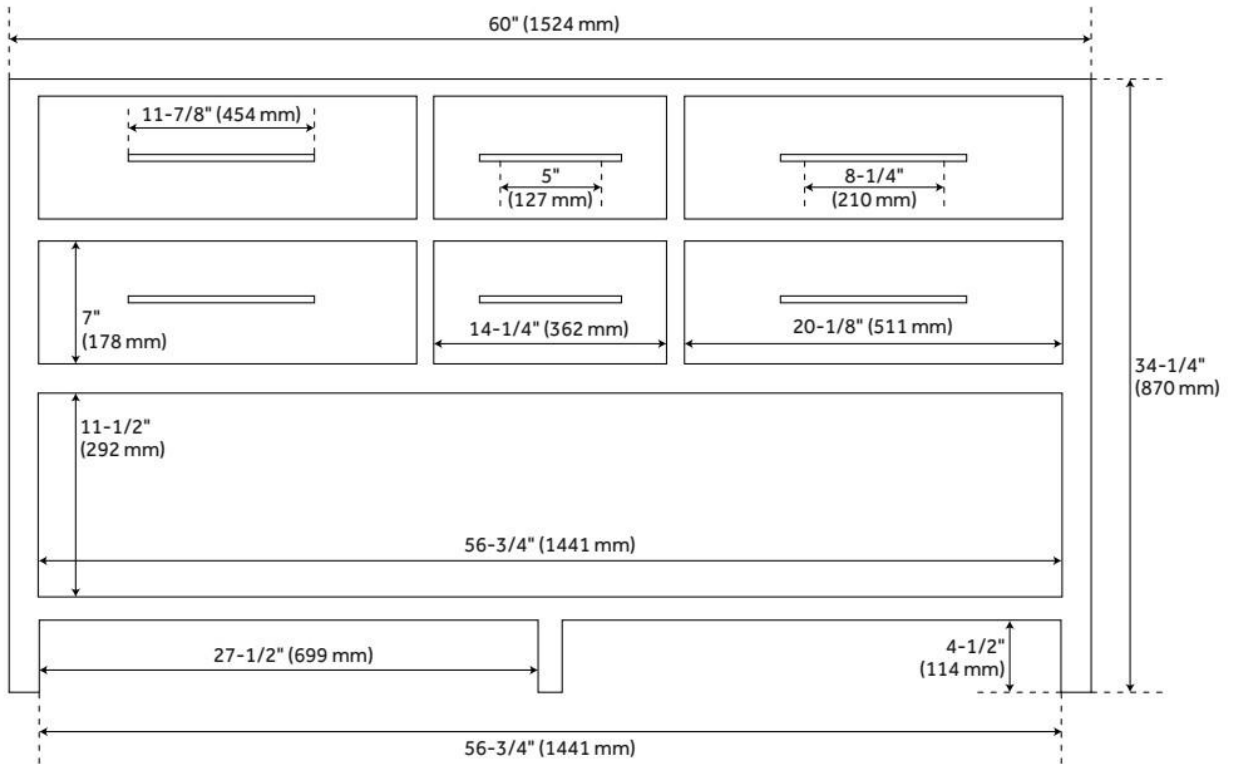 60" (1524 mm)
11-7/8" (454 mm)
5"
(127 mm)
8-1/4"
(210 mm)
7"
(178 mm)
14-1/4" (362 mm)
20-1/8" (511 mm)
34-1/4"
(870 mm)
11-1/2"
(292 mm)
56-3/4" (1441 mm)
27-1/2" (699 mm)
4-1/2"
(114 mm)
56-3/4" (1441 mm)